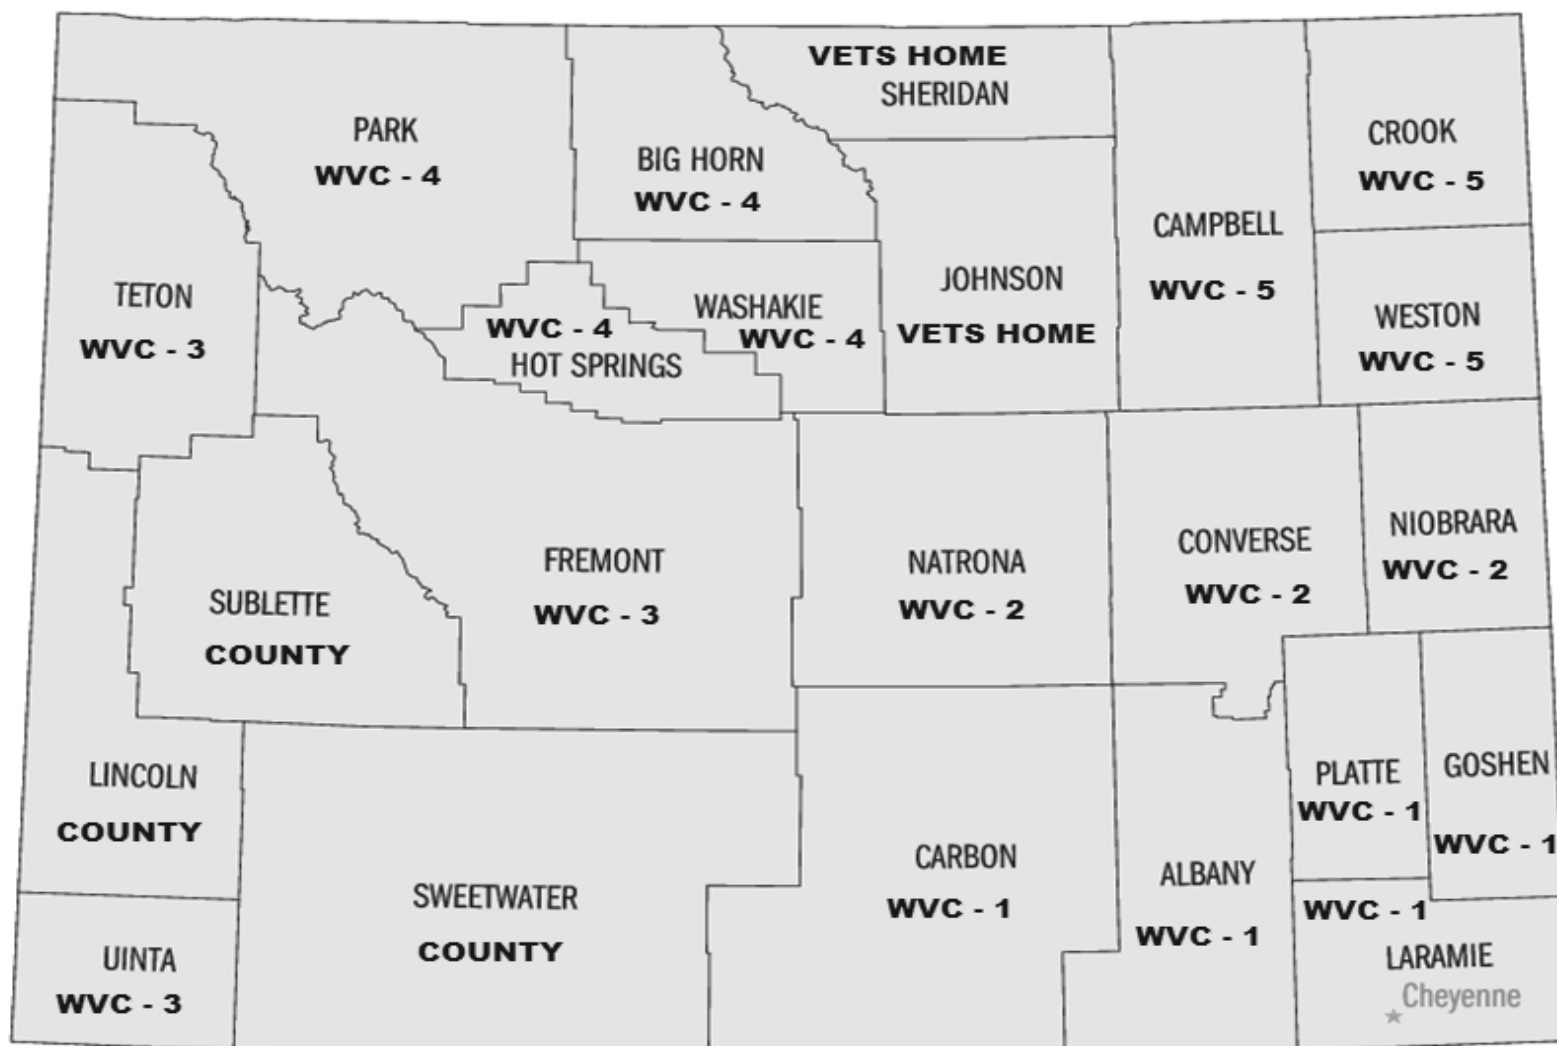 VETS HOME
SHERIDAN
PARK
WVC - 4
BIG HORN
WVC - 4
CROOK
WVC - 5
CAMPBELL
WVC - 5
TETON
WVC - 3
WVC - 4
HOT SPRINGS
WASHAKIE
WVC - 4
JOHNSON
VETS HOME
WESTON
WVC - 5
SUBLETTE
COUNTY
FREMONT
WVC - 3
NATRONA
WVC - 2
CONVERSE
WVC - 2
NIOBRARA
WVC - 2
LINCOLN
COUNTY
SWEETWATER
COUNTY
CARBON
WVC - 1
ALBANY
WVC - 1
PLATTE
WVC - 1
GOSHEN
WVC - 1
UINTA
WVC - 3
WVC - 1
LARAMIE
Cheyenne